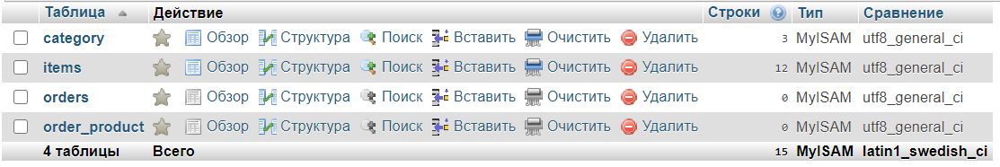 Таблица Действие Строки Тип Сравнение
category Обзор Структура Поиск Вставить Очистить Удалить 3 MyISAM utf8_general_ci
items Обзор Структура Поиск Вставить Очистить Удалить 12 MyISAM utf8_general_ci
orders Обзор Структура Поиск Вставить Очистить Удалить 0 MyISAM utf8_general_ci
order_product Обзор Структура Поиск Вставить Очистить Удалить 0 MyISAM utf8_general_ci
4 таблицы Всего 15 MyISAM latin1_swedish_ci